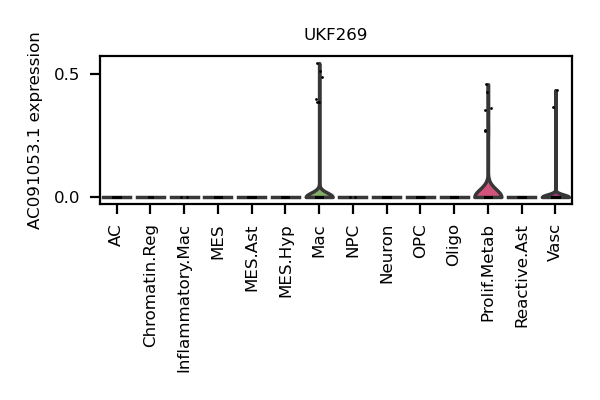 UKF269
AC091053.1 expression
0.5
0.0
AC
Chromatin.Reg
Inflammatory.Mac
MES
MES.Ast
MES.Hyp
Mac
NPC
Neuron
OPC
Oligo
Prolif.Metab
Reactive.Ast
Vasc